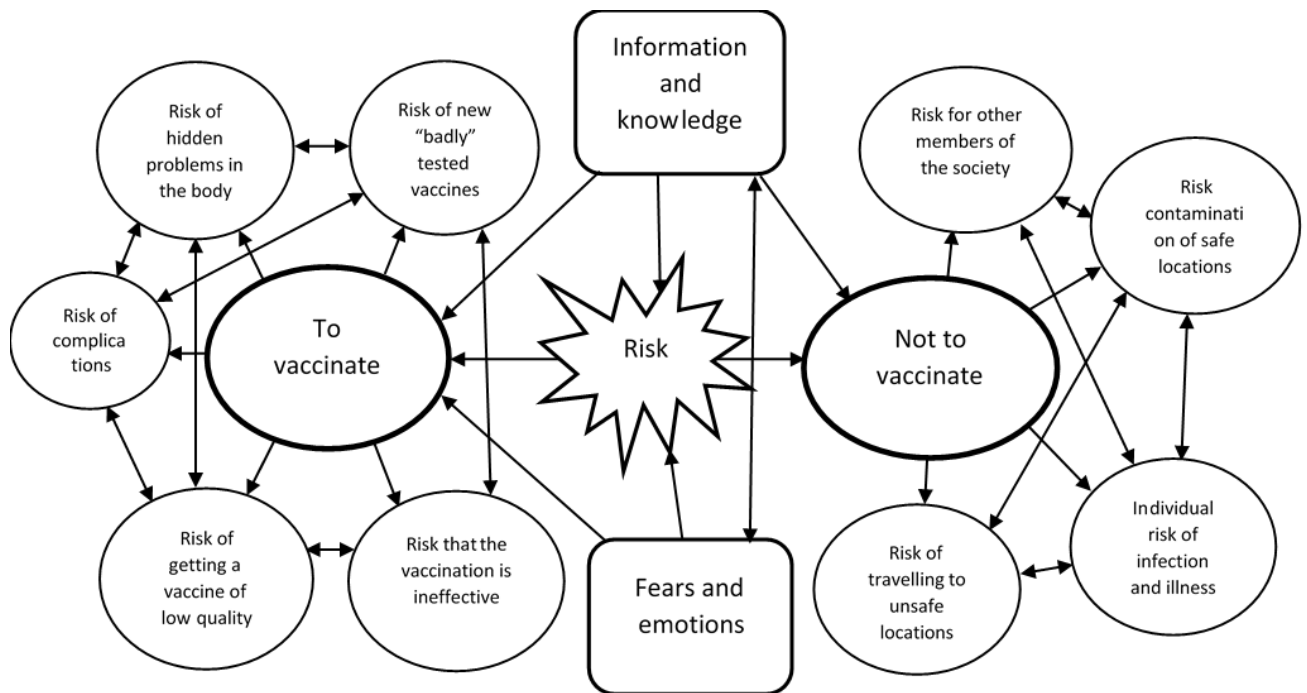 Information
and
knowledge
Risk of
hidden
problems in
the body
Risk of new
“badly”
tested
vaccines
Risk for other
members of
the society
Risk
contaminati
on of safe
locations
Risk of
complica
tions
To
vaccinate
Risk
Not to
vaccinate
Risk of
getting a
vaccine of
low quality
Risk that the
vaccination is
ineffective
Fears and
emotions
Risk of
travelling to
unsafe
locations
Individual
risk of
infection
and illness